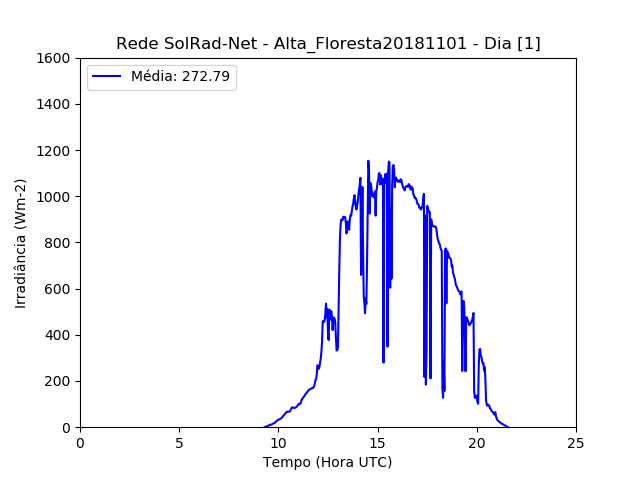 Rede SolRad-Net - Alta_Floresta20181101 - Dia [1]
Média: 272.79
1600
1400
1200
1000
800
600
400
200
0
Irradiância (Wm-2)
0 5 10 15 20 25
Tempo (Hora UTC)